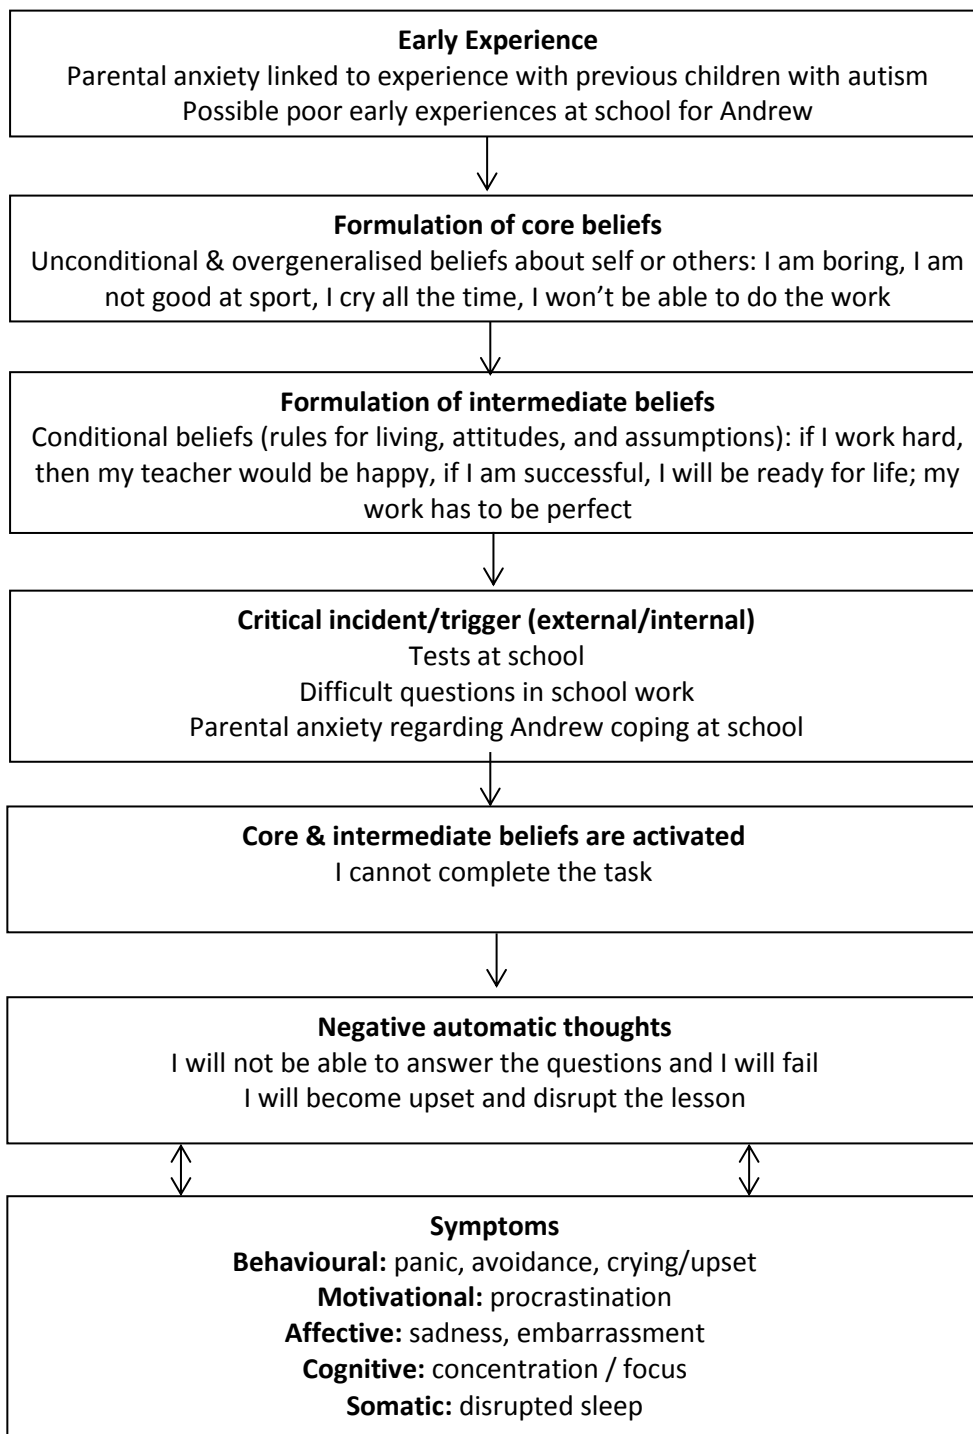 Early Experience
Parental anxiety linked to experience with previous children with autism
Possible poor early experiences at school for Andrew
Formulation of core beliefs
Unconditional & overgeneralised beliefs about self or others: I am boring, I am
not good at sport, I cry all the time, I won’t be able to do the work
Formulation of intermediate beliefs
Conditional beliefs (rules for living, attitudes, and assumptions): if I work hard,
then my teacher would be happy, if I am successful, I will be ready for life; my
work has to be perfect
Critical incident/trigger (external/internal)
Tests at school
Difficult questions in school work
Parental anxiety regarding Andrew coping at school
Core & intermediate beliefs are activated
I cannot complete the task
Negative automatic thoughts
I will not be able to answer the questions and I will fail
I will become upset and disrupt the lesson
Symptoms
Behavioural: panic, avoidance, crying/upset
Motivational: procrastination
Affective: sadness, embarrassment
Cognitive: concentration / focus
Somatic: disrupted sleep